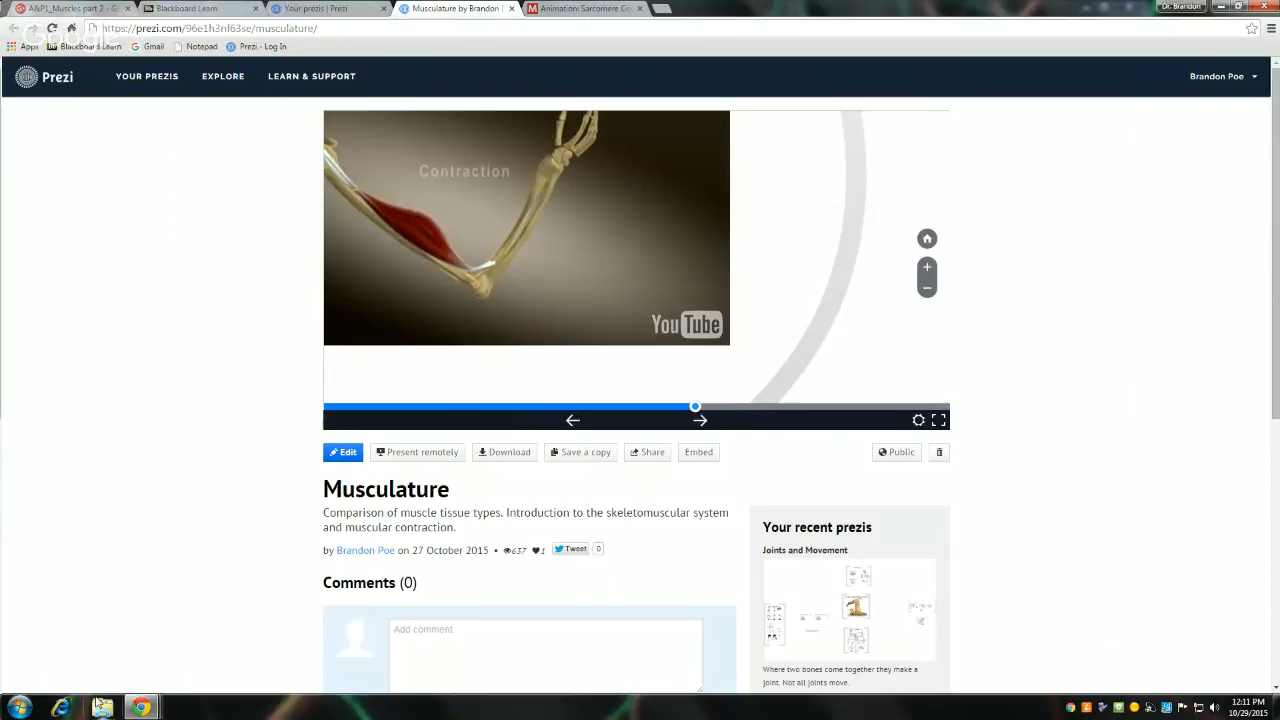 A&P1_Muscles part 2 - G
Blackboard Learn
Your prezis | Prezi
Musculature by Brandon
Animation: Sarcomere Co
Dr. Brandon
https://prezi.com/96e1h3nf63se/musculature/
Apps
Blackboard Learn
Gmail
Notepad
Prezi - Log In
Google
Prezi
YOUR PREZIS
EXPLORE
LEARN & SUPPORT
Brandon Poe
Contraction
YouTube
Edit
Present remotely
Download
Save a copy
Share
Embed
Public
Musculature
Comparison of muscle tissue types. Introduction to the skeletomuscular system
and muscular contraction.
by Brandon Poe on 27 October 2015 • 637 1
Tweet 0
Comments (0)
Add comment
Your recent prezis
Joints and Movement
Where two bones come together they make a
joint. Not all joints move.
12:11 PM
10/29/2015